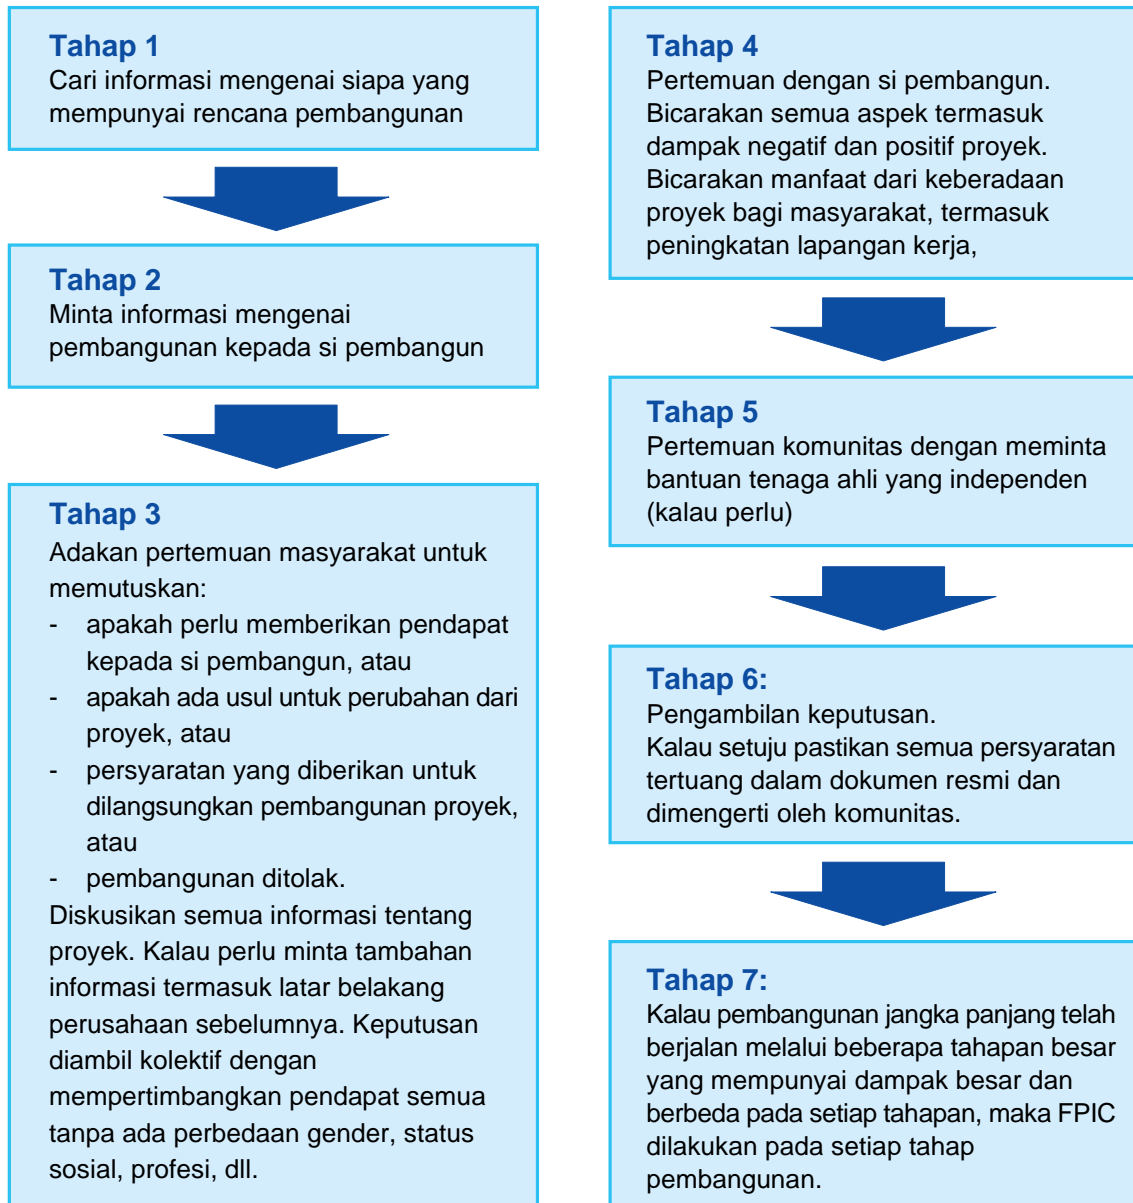 Tahap 1
Cari informasi mengenai siapa yang
mempunyai rencana pembangunan
Tahap 2
Minta informasi mengenai
pembangunan kepada si pembangun
Tahap 3
Adakan pertemuan masyarakat untuk
memutuskan:
- apakah perlu memberikan pendapat
kepada si pembangun, atau
- apakah ada usul untuk perubahan dari
proyek, atau
- persyaratan yang diberikan untuk
dilangsungkan pembangunan proyek,
atau
- pembangunan ditolak.
Diskusikan semua informasi tentang
proyek. Kalau perlu minta tambahan
informasi termasuk latar belakang
perusahaan sebelumnya. Keputusan
diambil kolektif dengan
mempertimbangkan pendapat semua
tanpa ada perbedaan gender, status
sosial, profesi, dll.
Tahap 4
Pertemuan dengan si pembangun.
Bicarakan semua aspek termasuk
dampak negatif dan positif proyek.
Bicarakan manfaat dari keberadaan
proyek bagi masyarakat, termasuk
peningkatan lapangan kerja,
Tahap 5
Pertemuan komunitas dengan meminta
bantuan tenaga ahli yang independen
(kalau perlu)
Tahap 6:
Pengambilan keputusan.
Kalau setuju pastikan semua persyaratan
tertuang dalam dokumen resmi dan
dimengerti oleh komunitas.
Tahap 7:
Kalau pembangunan jangka panjang telah
berjalan melalui beberapa tahapan besar
yang mempunyai dampak besar dan
berbeda pada setiap tahapan, maka FPIC
dilakukan pada setiap tahap
pembangunan.